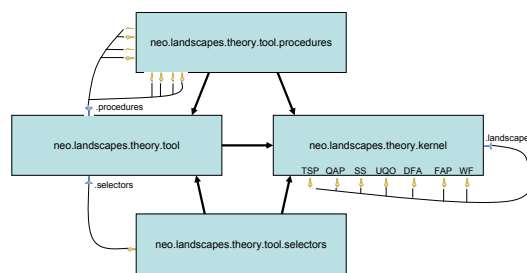 neo.landscapes.theory.tool.procedures
.procedures
neo.landscapes.theory.tool
neo.landscapes.theory.kernel
.landscape
TSP QAP SS UQO DFA FAP WF
.selectors
neo.landscapes.theory.tool.selectors